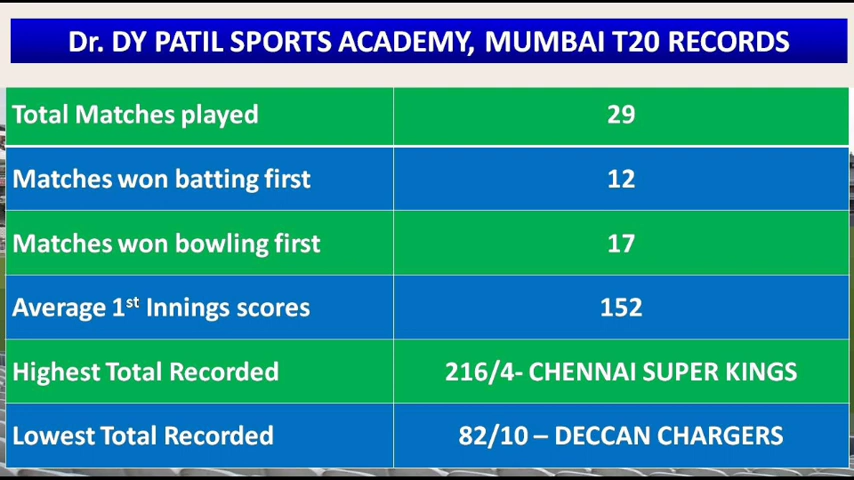 Dr. DY PATIL SPORTS ACADEMY, MUMBAI T20 RECORDS
Total Matches played 29
Matches won batting first 12
Matches won bowling first 17
Average 1st Innings scores 152
Highest Total Recorded 216/4- CHENNAI SUPER KINGS
Lowest Total Recorded 82/10 – DECCAN CHARGERS